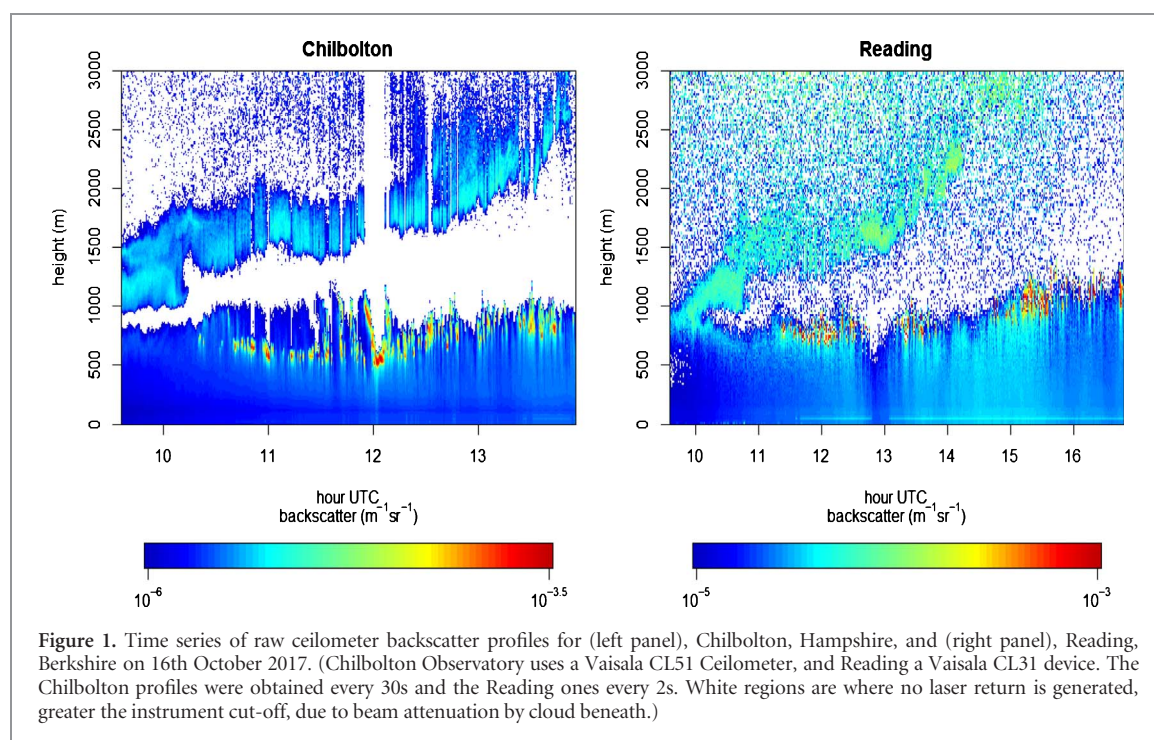 Chilbolton
Reading
height (m)
3000
2500
2000
1500
1000
500
0
10 11 12 13
hour UTC
backscatter (m−1sr−1)
10−6 10−3.5
height (m)
3000
2500
2000
1500
1000
500
0
10 11 12 13 14 15 16
hour UTC
backscatter (m−1sr−1)
10−5 10−3
Figure 1. Time series of raw ceilometer backscatter profiles for (left panel), Chilbolton, Hampshire, and (right panel), Reading,
Berkshire on 16th October 2017. (Chilbolton Observatory uses a Vaisala CL51 Ceilometer, and Reading a Vaisala CL31 device. The
Chilbolton profiles were obtained every 30s and the Reading ones every 2s. White regions are where no laser return is generated,
greater the instrument cut-off, due to beam attenuation by cloud beneath.)